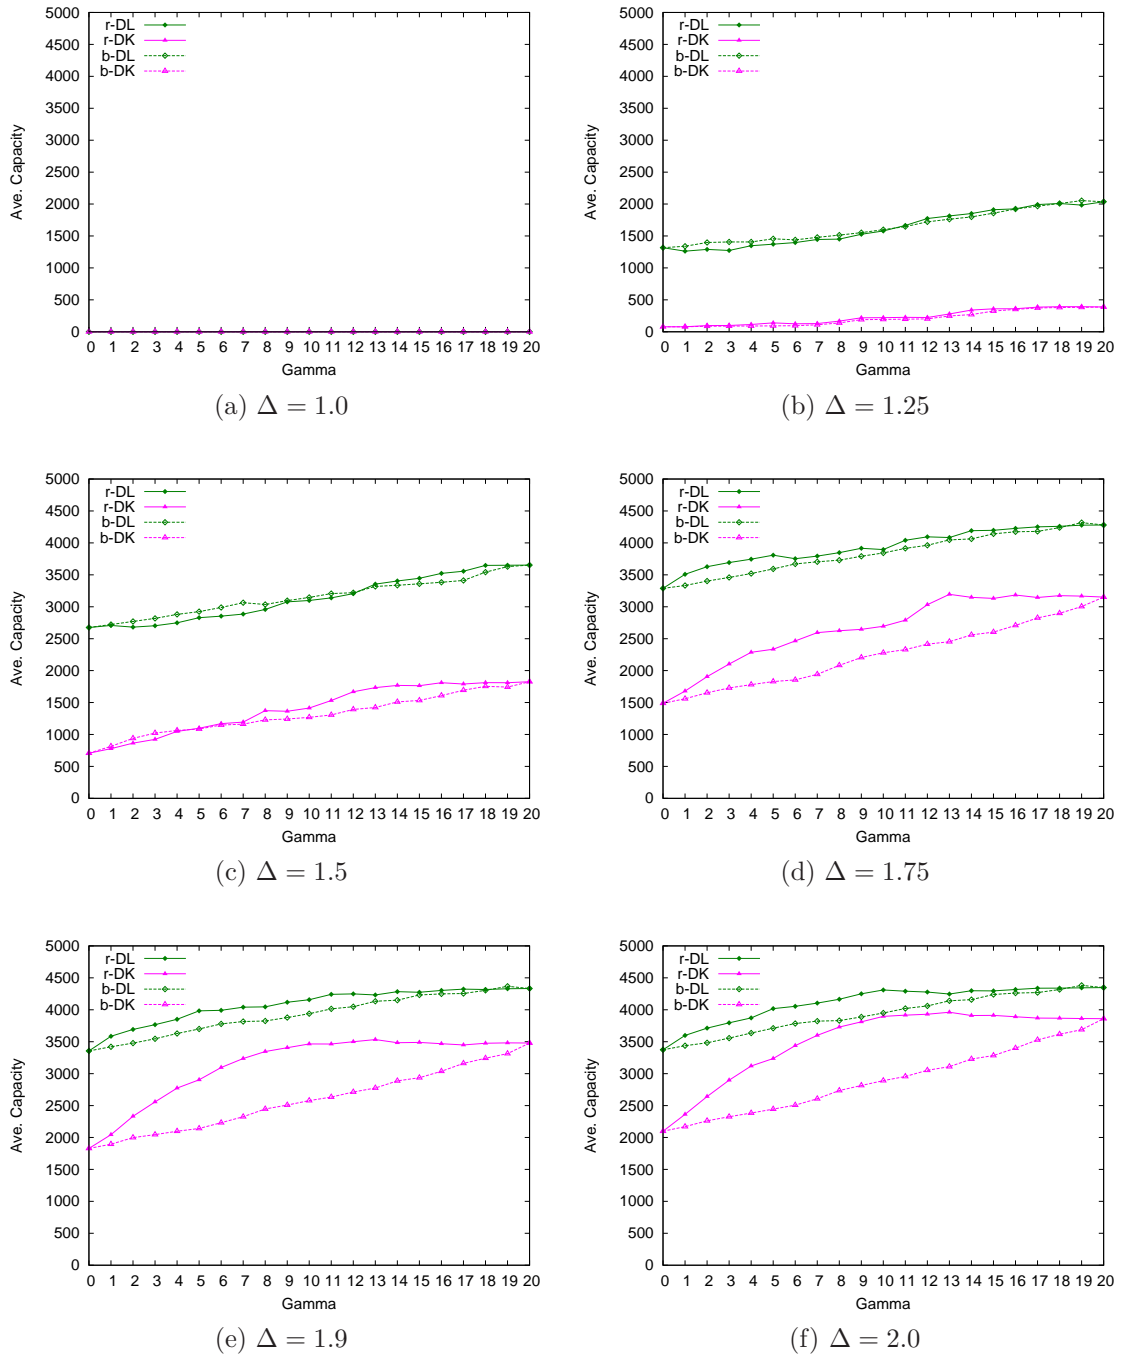 5000
4500
4000
3500
3000
2500
2000
1500
1000
500
0
Ave. Capacity
r-DL
r-DK
b-DL
b-DK
0 1 2 3 4 5 6 7 8 9 10 11 12 13 14 15 16 17 18 19 20
Gamma
(a) Δ = 1.0
5000
4500
4000
3500
3000
2500
2000
1500
1000
500
0
Ave. Capacity
r-DL
r-DK
b-DL
b-DK
0 1 2 3 4 5 6 7 8 9 10 11 12 13 14 15 16 17 18 19 20
Gamma
(b) Δ = 1.25
5000
4500
4000
3500
3000
2500
2000
1500
1000
500
0
Ave. Capacity
r-DL
r-DK
b-DL
b-DK
0 1 2 3 4 5 6 7 8 9 10 11 12 13 14 15 16 17 18 19 20
Gamma
(c) Δ = 1.5
5000
4500
4000
3500
3000
2500
2000
1500
1000
500
0
Ave. Capacity
r-DL
r-DK
b-DL
b-DK
0 1 2 3 4 5 6 7 8 9 10 11 12 13 14 15 16 17 18 19 20
Gamma
(d) Δ = 1.75
5000
4500
4000
3500
3000
2500
2000
1500
1000
500
0
Ave. Capacity
r-DL
r-DK
b-DL
b-DK
0 1 2 3 4 5 6 7 8 9 10 11 12 13 14 15 16 17 18 19 20
Gamma
(e) Δ = 1.9
5000
4500
4000
3500
3000
2500
2000
1500
1000
500
0
Ave. Capacity
r-DL
r-DK
b-DL
b-DK
0 1 2 3 4 5 6 7 8 9 10 11 12 13 14 15 16 17 18 19 20
Gamma
(f) Δ = 2.0